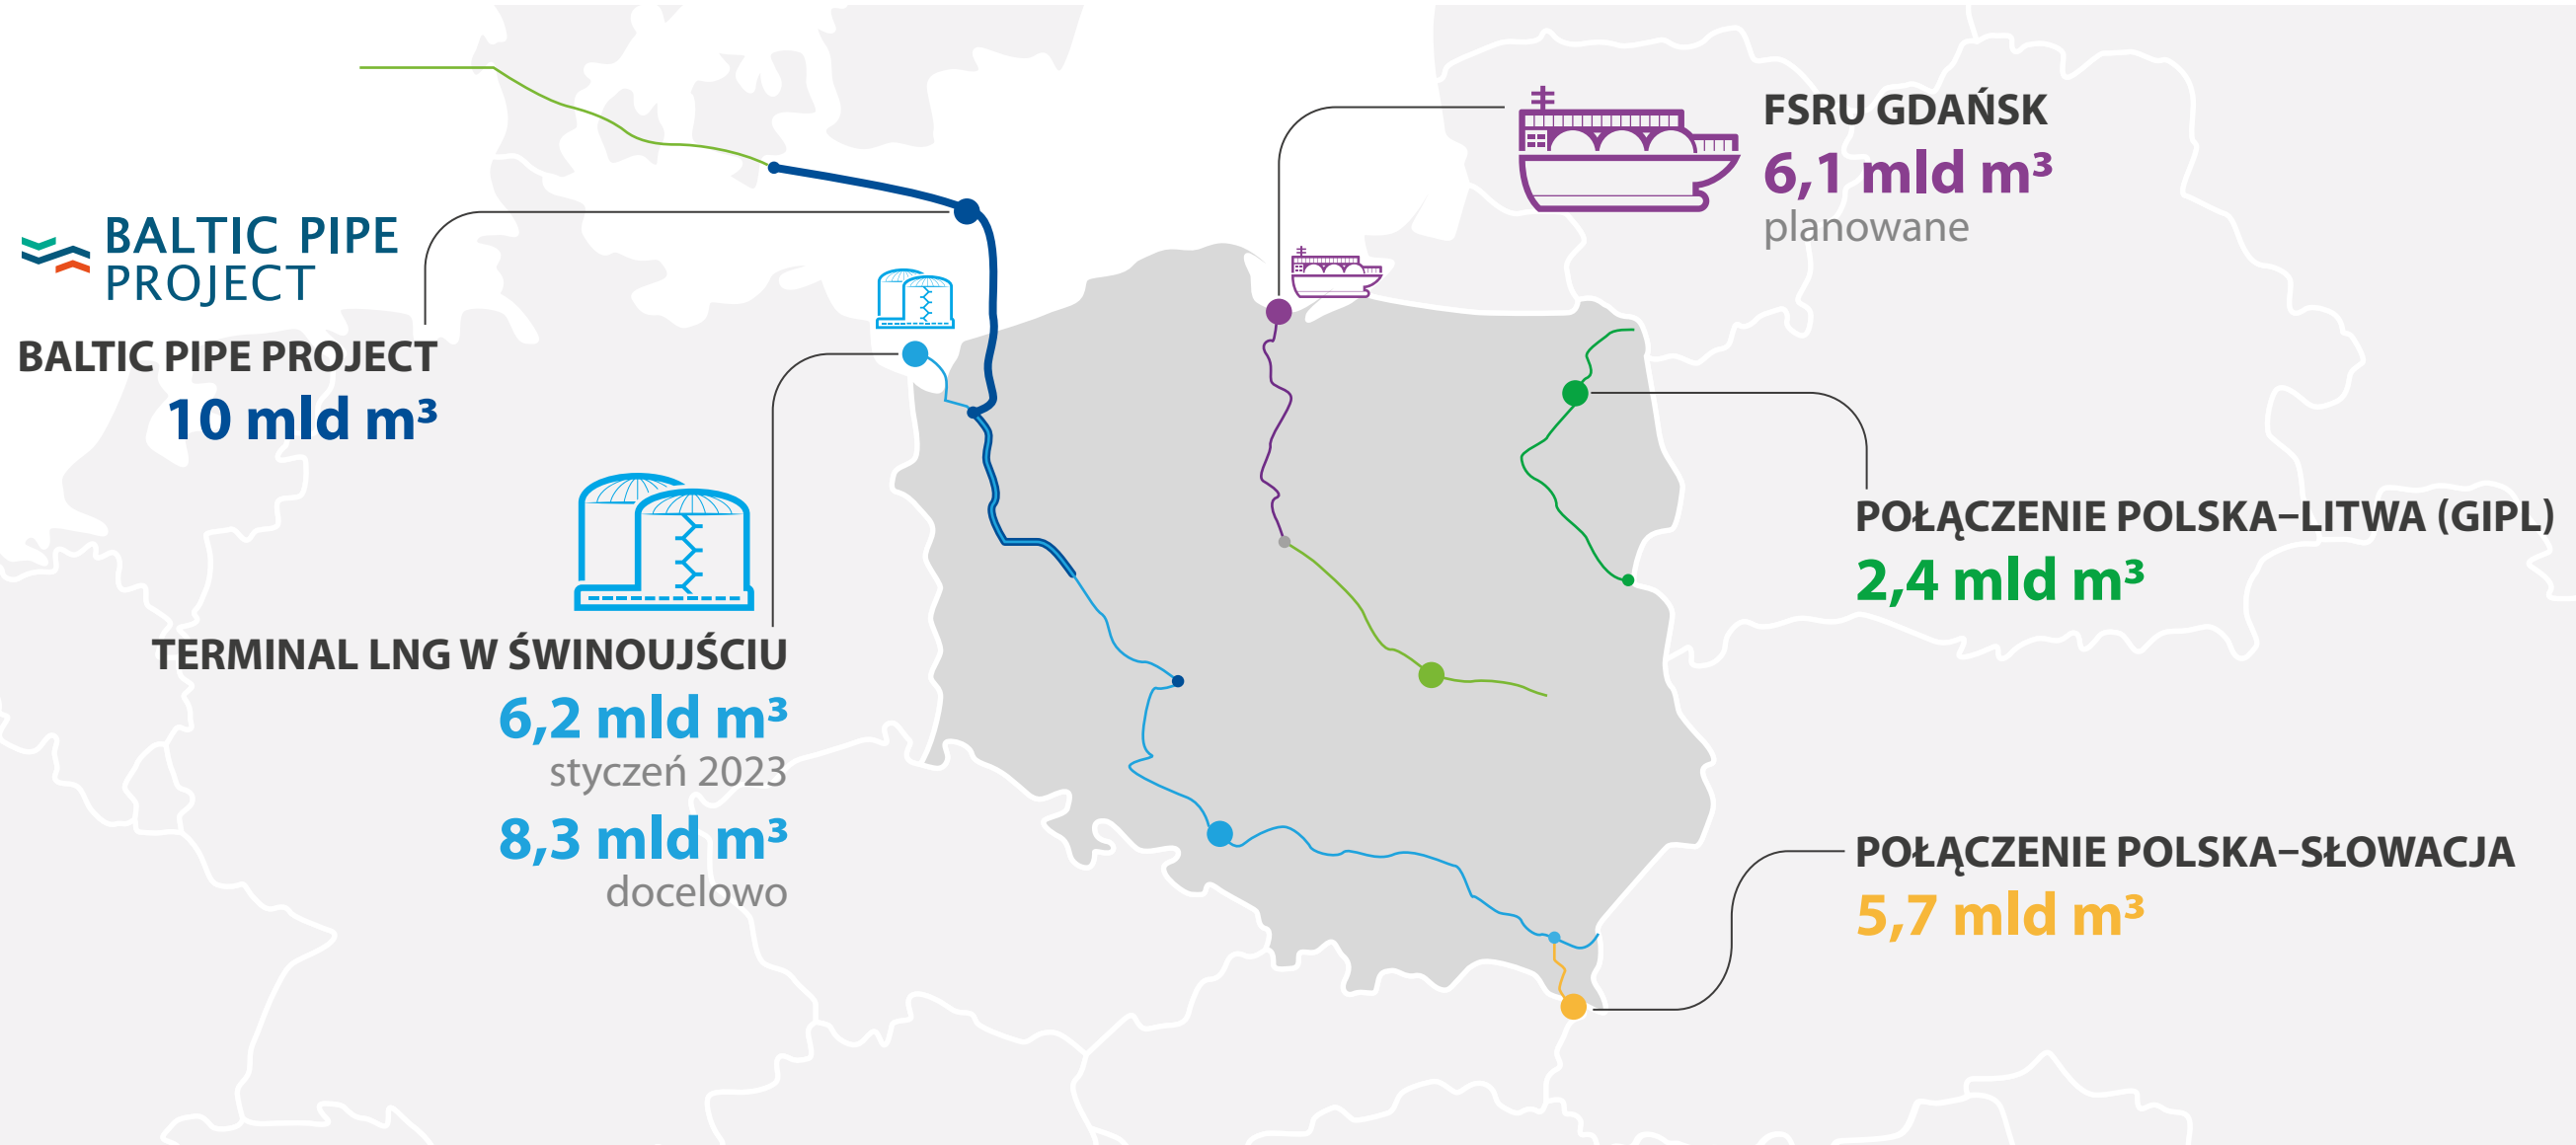 BALTIC PIPE
PROJECT
BALTIC PIPE PROJECT
10 mld m³
TERMINAL LNG W ŚWINOUJŚCIU
6,2 mld m³
styczeń 2023
8,3 mld m³
docelowo
FSRU GDAŃSK
6,1 mld m³
planowane
POŁĄCZENIE POLSKA–LITWA (GIPL)
2,4 mld m³
POŁĄCZENIE POLSKA–SŁOWACJA
5,7 mld m³